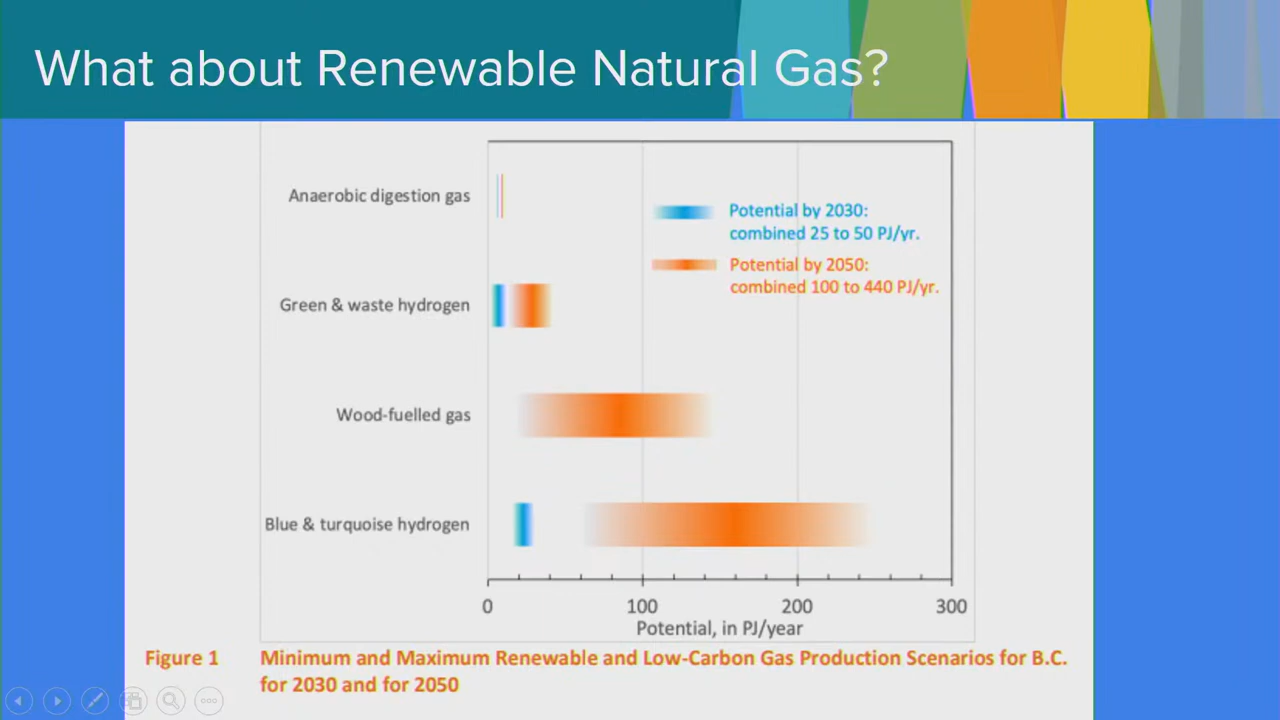 What about Renewable Natural Gas?
Anaerobic digestion gas
Potential by 2030:
combined 25 to 50 PJ/yr.
Potential by 2050:
combined 100 to 440 PJ/yr.
Green & waste hydrogen
Wood-fuelled gas
Blue & turquoise hydrogen
0 100 200 300
Potential, in PJ/year
Figure 1 Minimum and Maximum Renewable and Low-Carbon Gas Production Scenarios for B.C.
for 2030 and for 2050